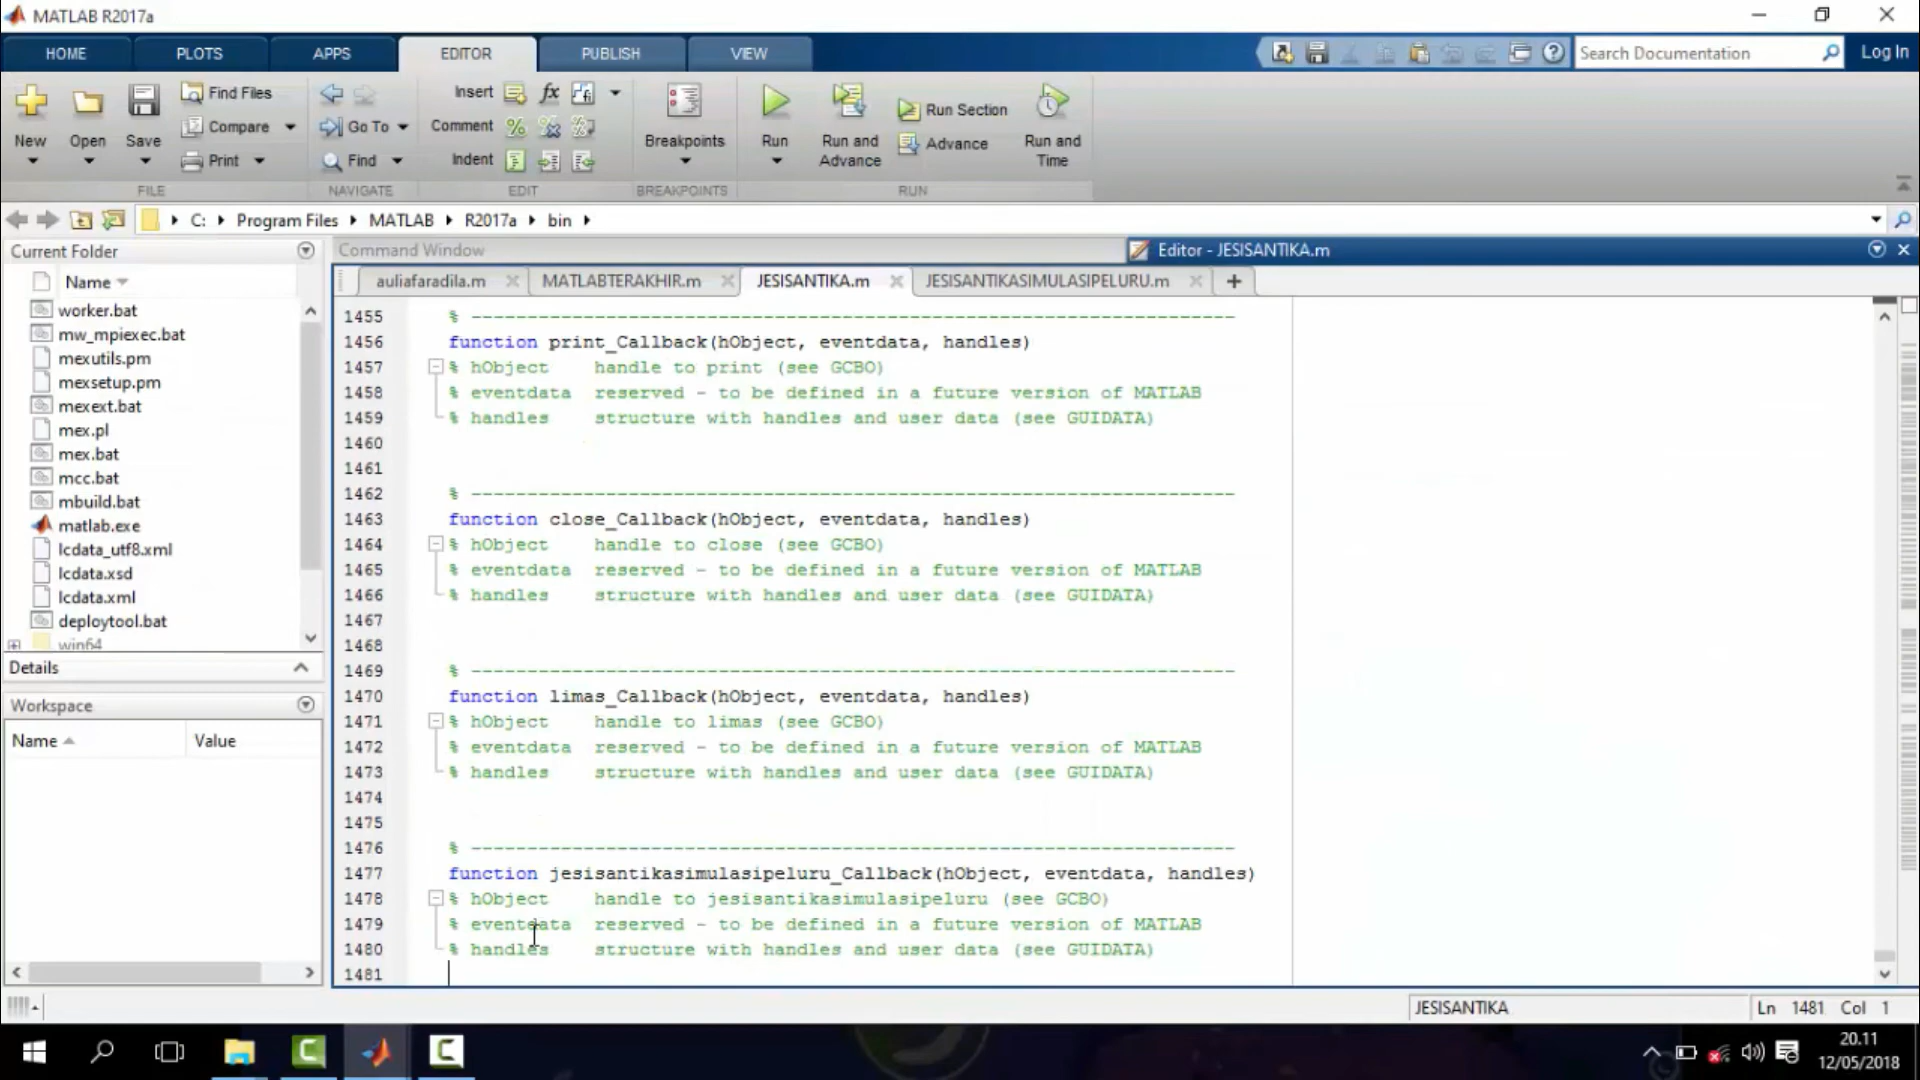 MATLAB R2017a
HOME PLOTS APPS EDITOR PUBLISH VIEW
Search Documentation Log In
New Open Save
Find Files
Compare
Print
FILE
Go To
Find
NAVIGATE
Insert fx
Comment
Indent
EDIT
Breakpoints
BREAKPOINTS
Run
Run and Advance
Run Section
Advance
Run and Time
RUN
C: Program Files MATLAB R2017a bin
Current Folder
Name
worker.bat
mw_mpiexec.bat
mexutils.pm
mexsetup.pm
mexext.bat
mex.pl
mex.bat
mcc.bat
mbuild.bat
matlab.exe
lcdata_utf8.xml
lcdata.xsd
lcdata.xml
deploytool.bat
win64
Details
Workspace
Name Value
Command Window
Editor - JESISANTIKA.m
auliafaradila.m MATLABTERAKHIR.m JESISANTIKA.m JESISANTIKASIMULASIPELURU.m +
1455 % --------------------------------------------------------------------
1456 function print_Callback(hObject, eventdata, handles)
1457 % hObject    handle to print (see GCBO)
1458 % eventdata  reserved - to be defined in a future version of MATLAB
1459 % handles    structure with handles and user data (see GUIDATA)
1460
1461
1462 % --------------------------------------------------------------------
1463 function close_Callback(hObject, eventdata, handles)
1464 % hObject    handle to close (see GCBO)
1465 % eventdata  reserved - to be defined in a future version of MATLAB
1466 % handles    structure with handles and user data (see GUIDATA)
1467
1468
1469 % --------------------------------------------------------------------
1470 function limas_Callback(hObject, eventdata, handles)
1471 % hObject    handle to limas (see GCBO)
1472 % eventdata  reserved - to be defined in a future version of MATLAB
1473 % handles    structure with handles and user data (see GUIDATA)
1474
1475
1476 % --------------------------------------------------------------------
1477 function jesisantikasimulasipeluru_Callback(hObject, eventdata, handles)
1478 % hObject    handle to jesisantikasimulasipeluru (see GCBO)
1479 % eventdata  reserved - to be defined in a future version of MATLAB
1480 % handles    structure with handles and user data (see GUIDATA)
1481
JESISANTIKA Ln 1481 Col 1
20.11
12/05/2018